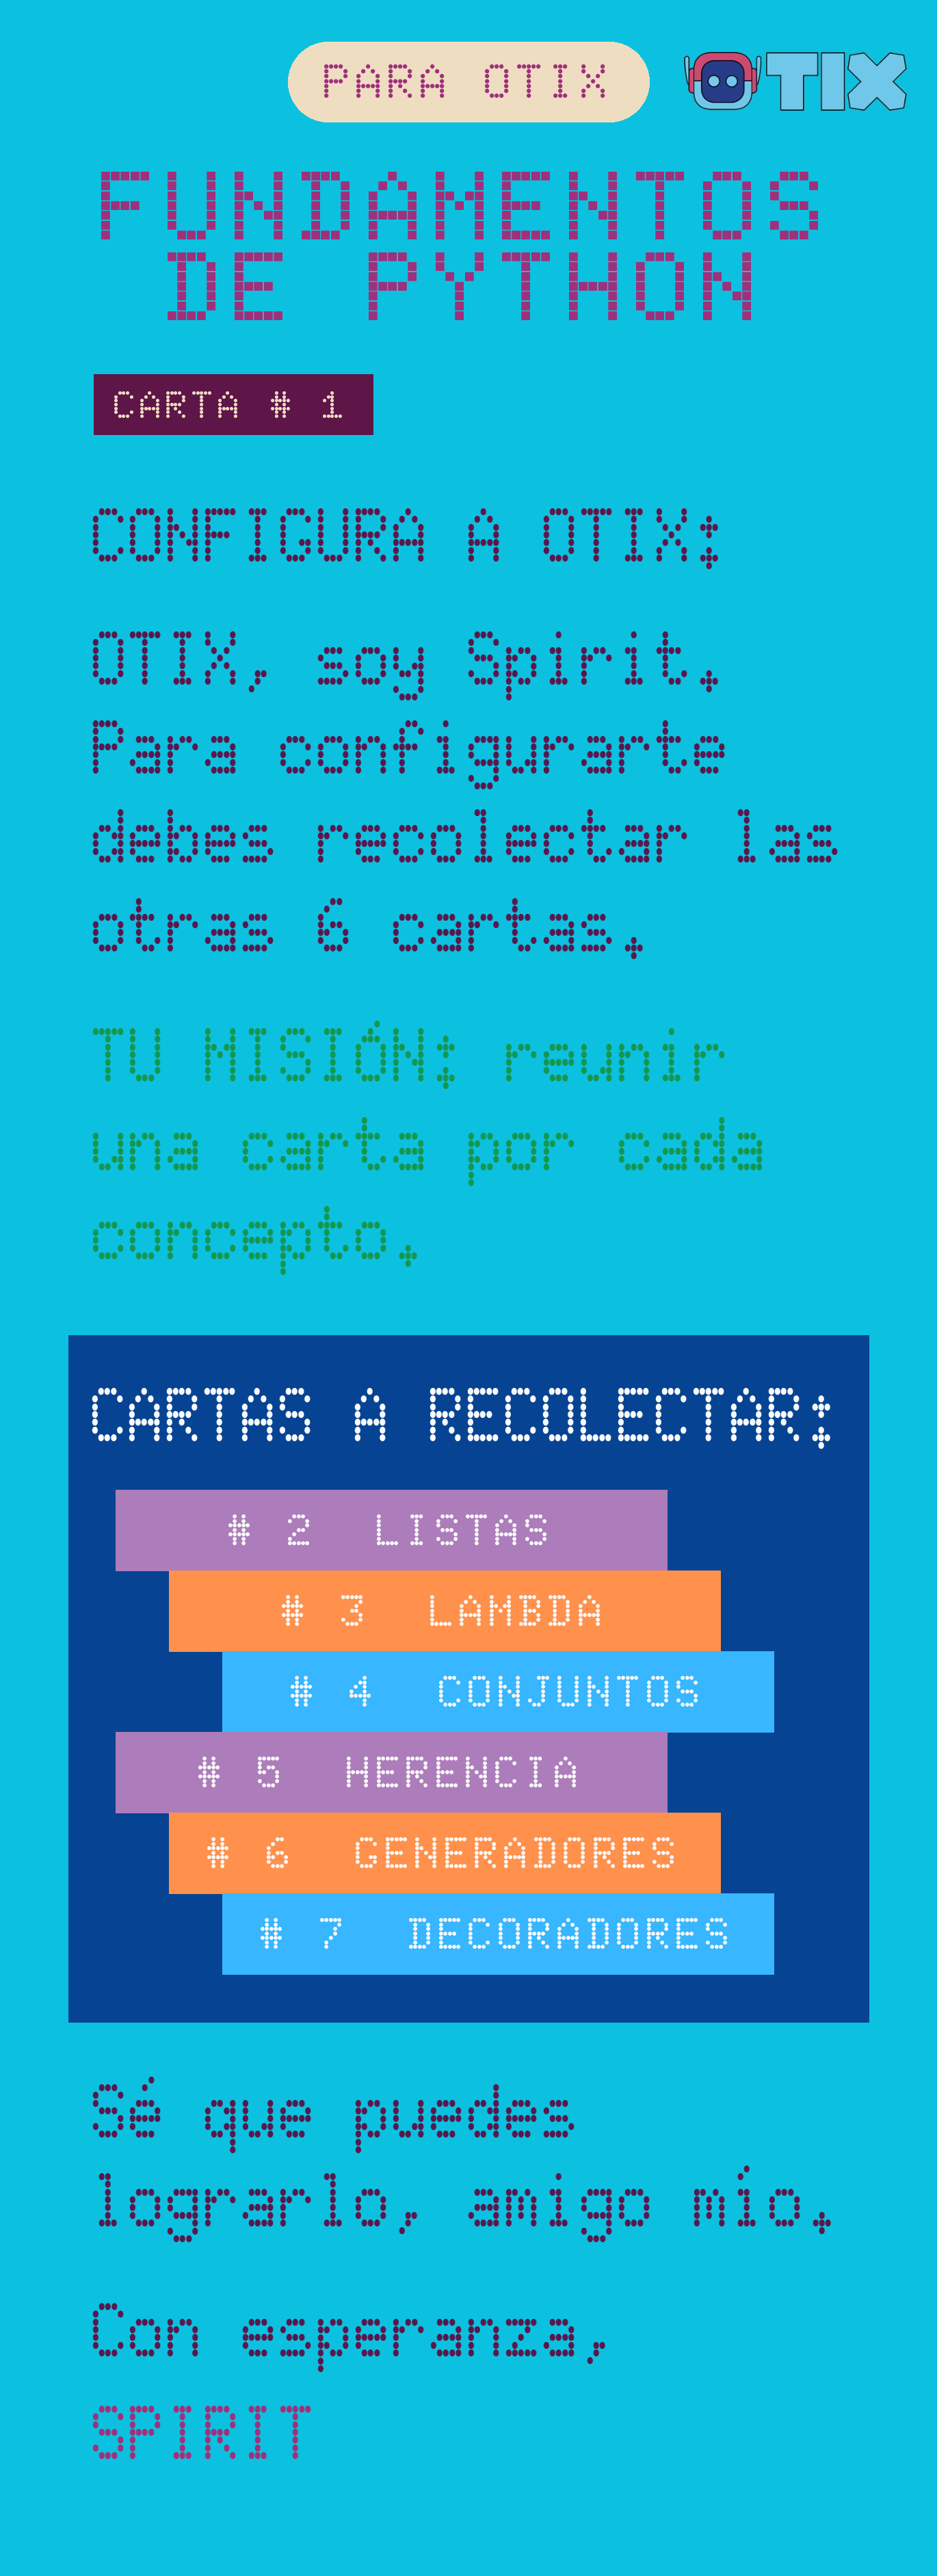 PARA OTIX
OTIX
FUNDAMENTOS
DE PYTHON
CARTA # 1
CONFIGURA A OTIX:
OTIX, soy Spirit.
Para configurarte
debes recolectar las
otras 6 cartas.
TU MISIÓN: reunir
una carta por cada
concepto.
CARTAS A RECOLECTAR:
# 2 LISTAS
# 3 LAMBDA
# 4 CONJUNTOS
# 5 HERENCIA
# 6 GENERADORES
# 7 DECORADORES
Sé que puedes
lograrlo, amigo mío.
Con esperanza,
SPIRIT